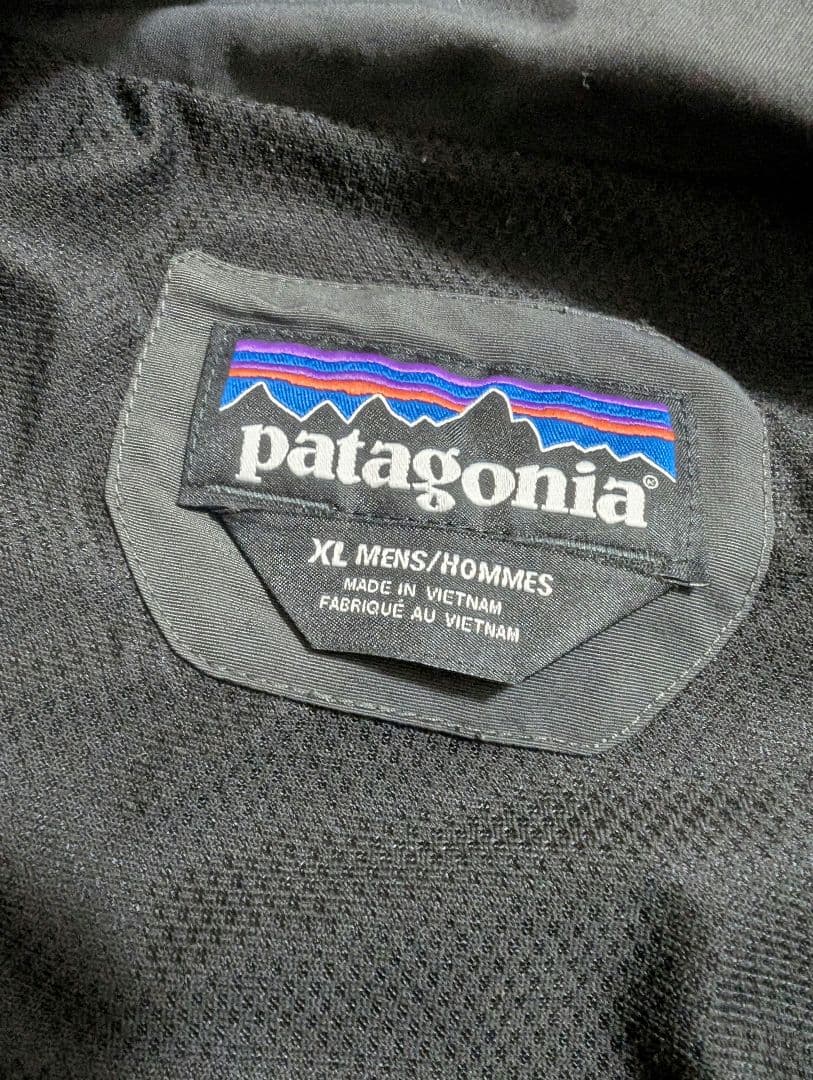 patagonia®
XL MENS/HOMMES
MADE IN VIETNAM
FABRIQUÉ AU VIETNAM